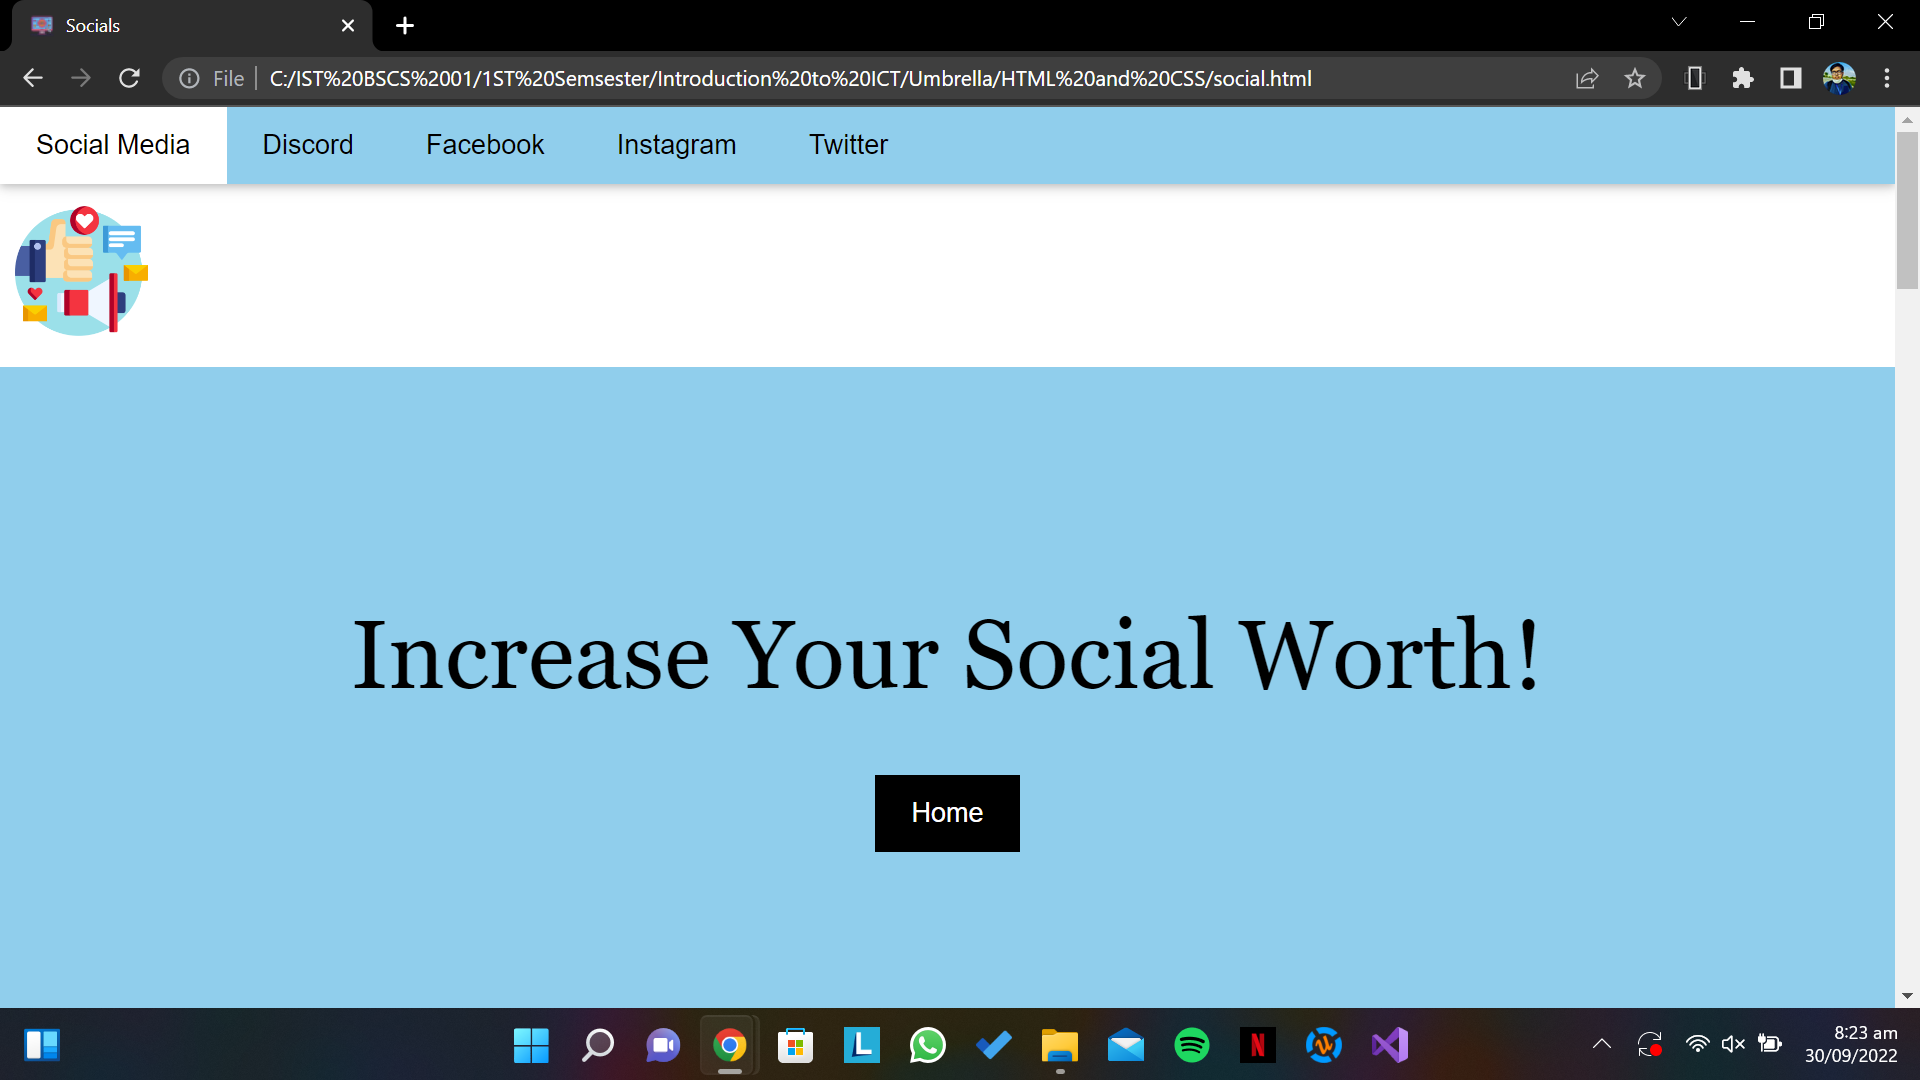 Socials
File C:/IST%20BSCS%2001/1ST%20Semsester/Introduction%20to%20ICT/Umbrella/HTML%20and%20CSS/social.html
Social Media Discord Facebook Instagram Twitter
Increase Your Social Worth!
Home
L
N
8:23 am
30/09/2022